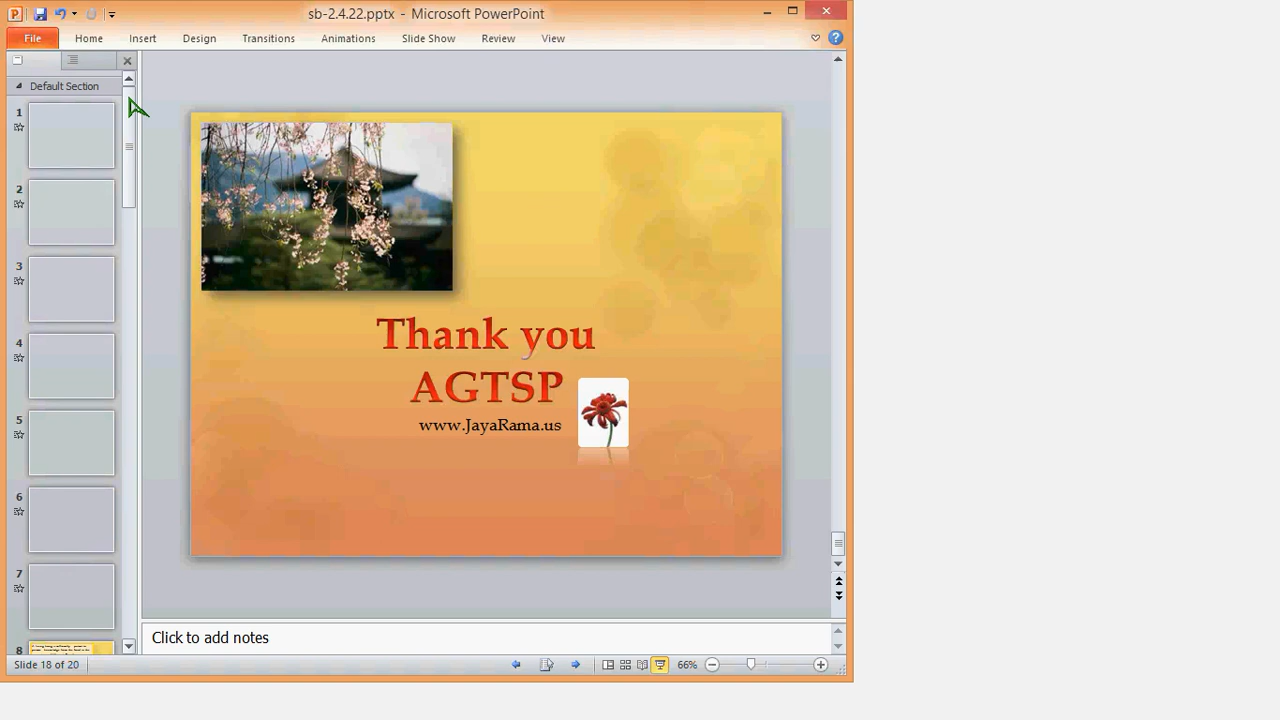 sb-2.4.22.pptx - Microsoft PowerPoint
File Home Insert Design Transitions Animations Slide Show Review View
Default Section
1
2
3
4
5
6
7
8
Thank you
AGTSP
www.JayaRama.us
Click to add notes
Slide 18 of 20
66%